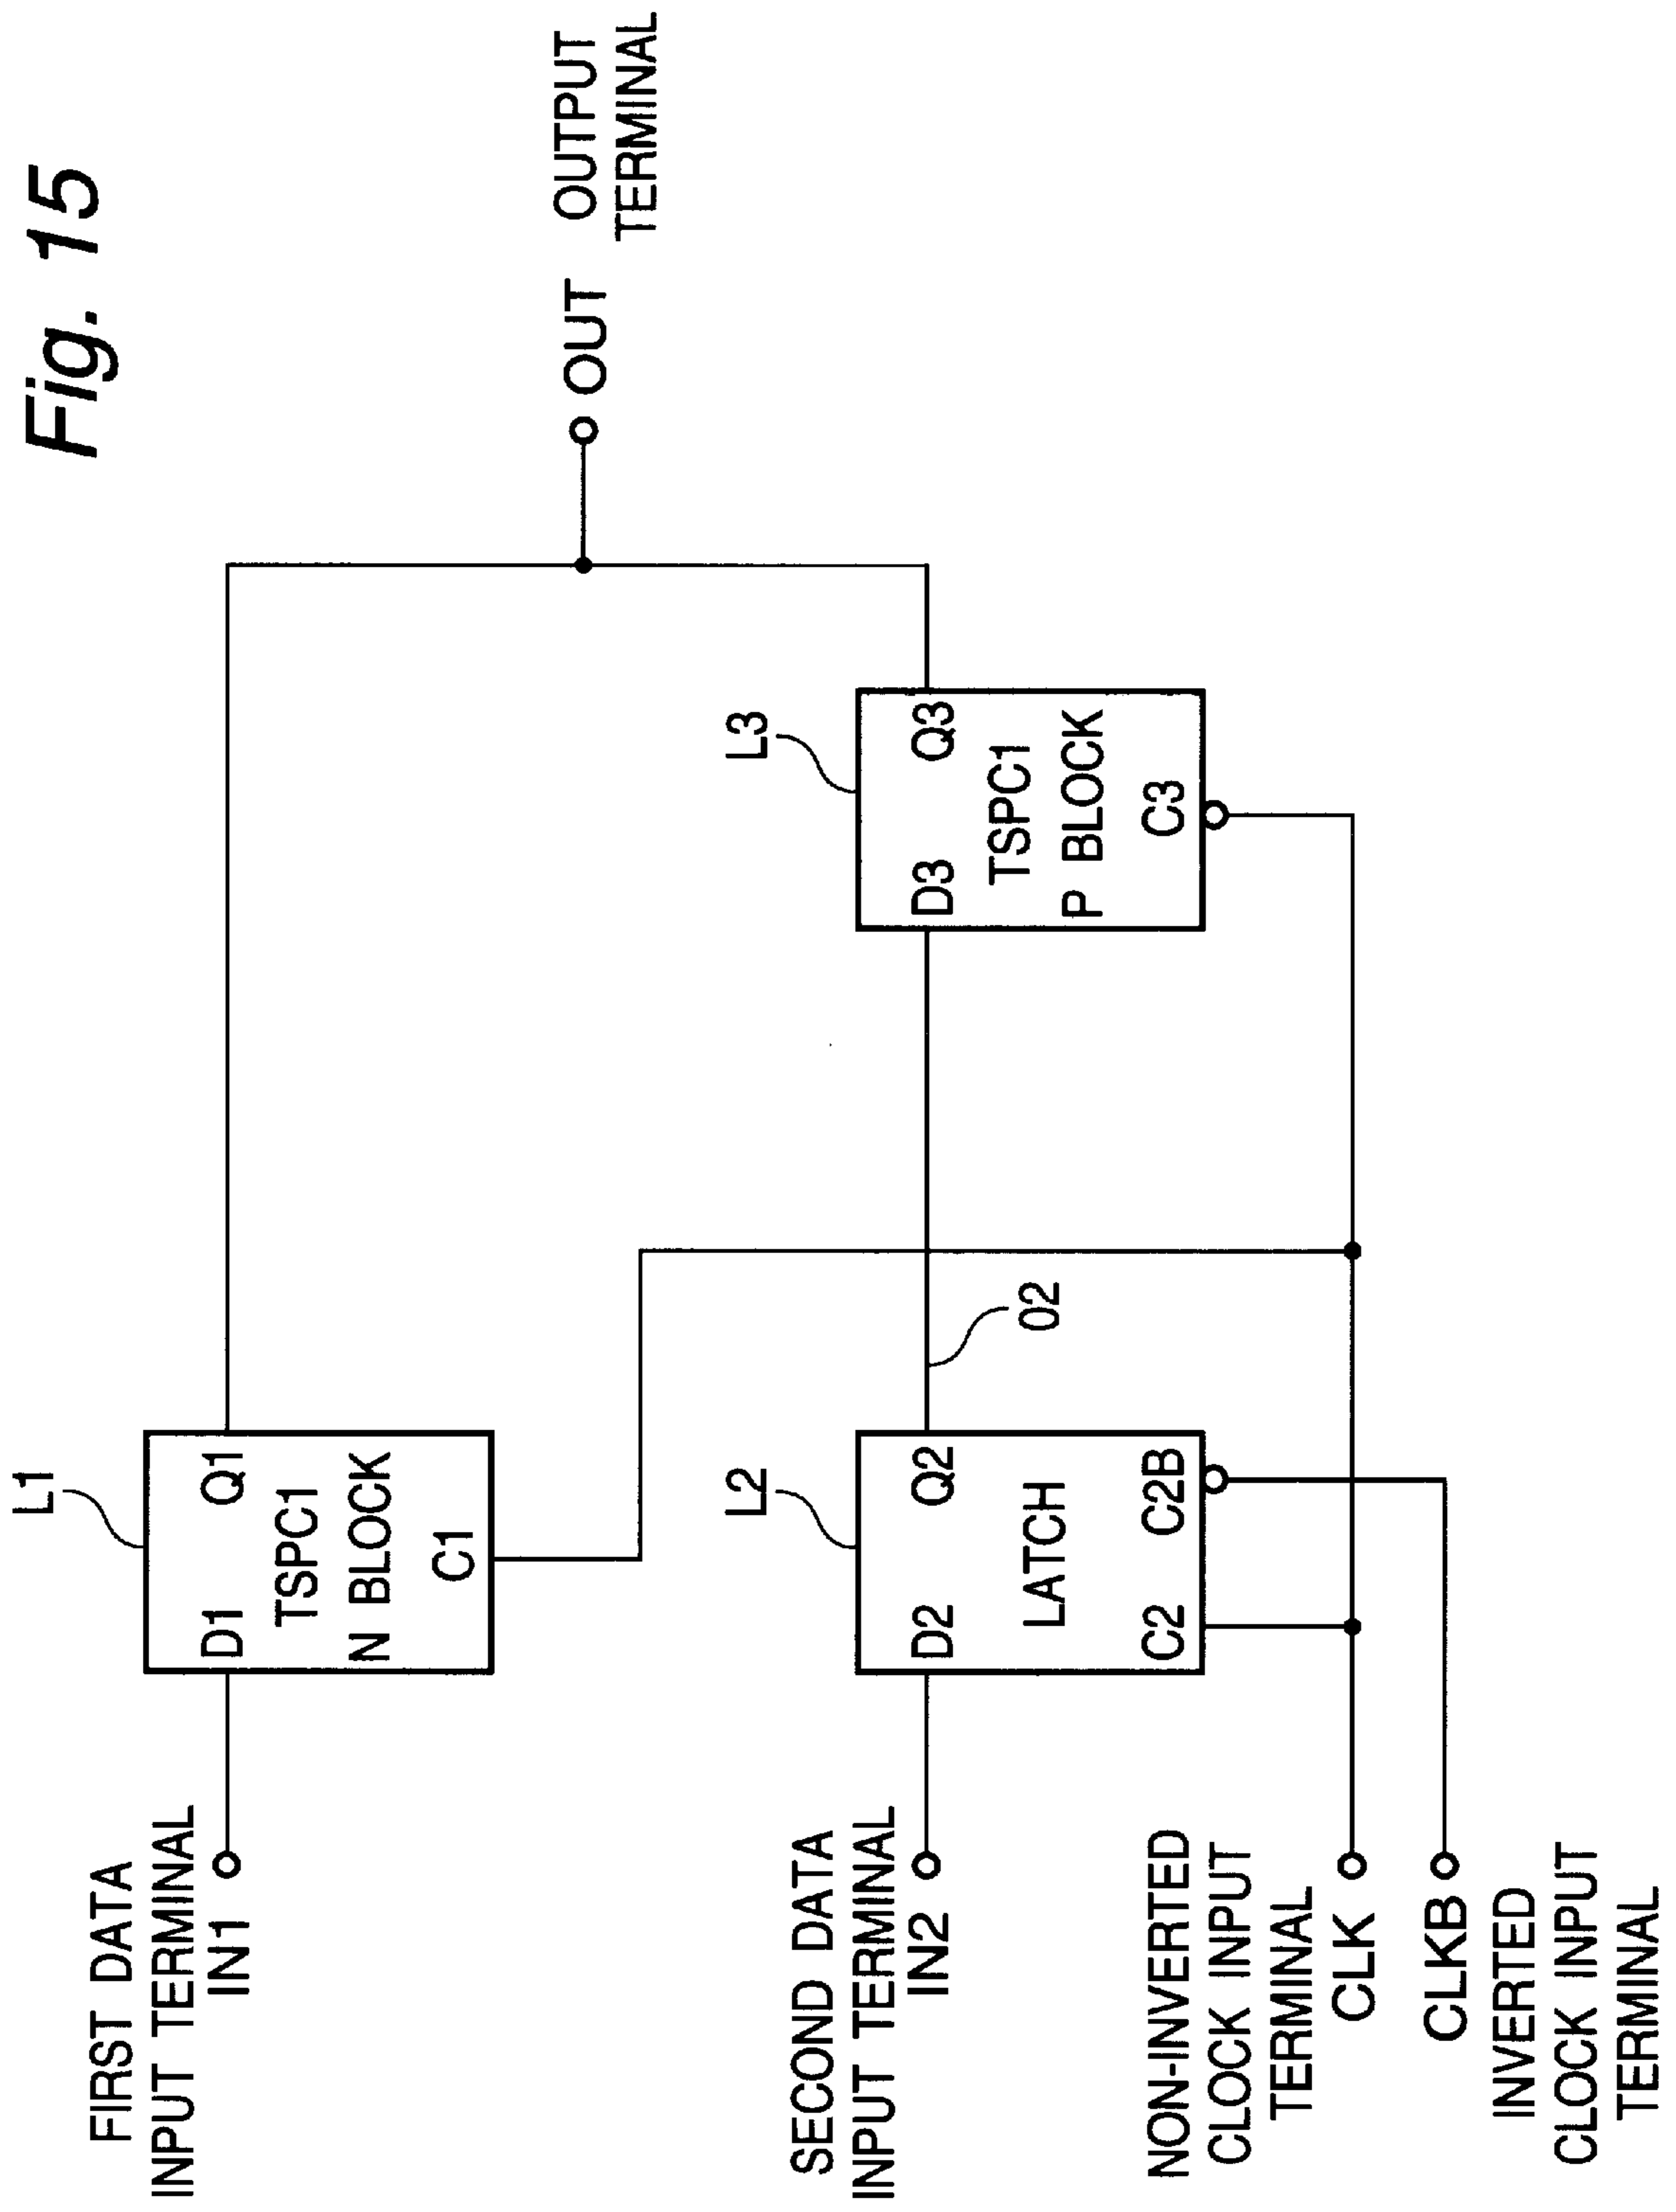 Fig. 15
FIRST DATA
INPUT TERMINAL
IN1
L1
D1 Q1
TSPC1
N BLOCK
C1
OUT
OUTPUT
TERMINAL
SECOND DATA
INPUT TERMINAL
IN2
L2
D2 Q2
LATCH
C2 C2B
O2
L3
D3 Q3
TSPC1
P BLOCK
C3
NON-INVERTED
CLOCK INPUT
TERMINAL
CLK
CLKB
INVERTED
CLOCK INPUT
TERMINAL